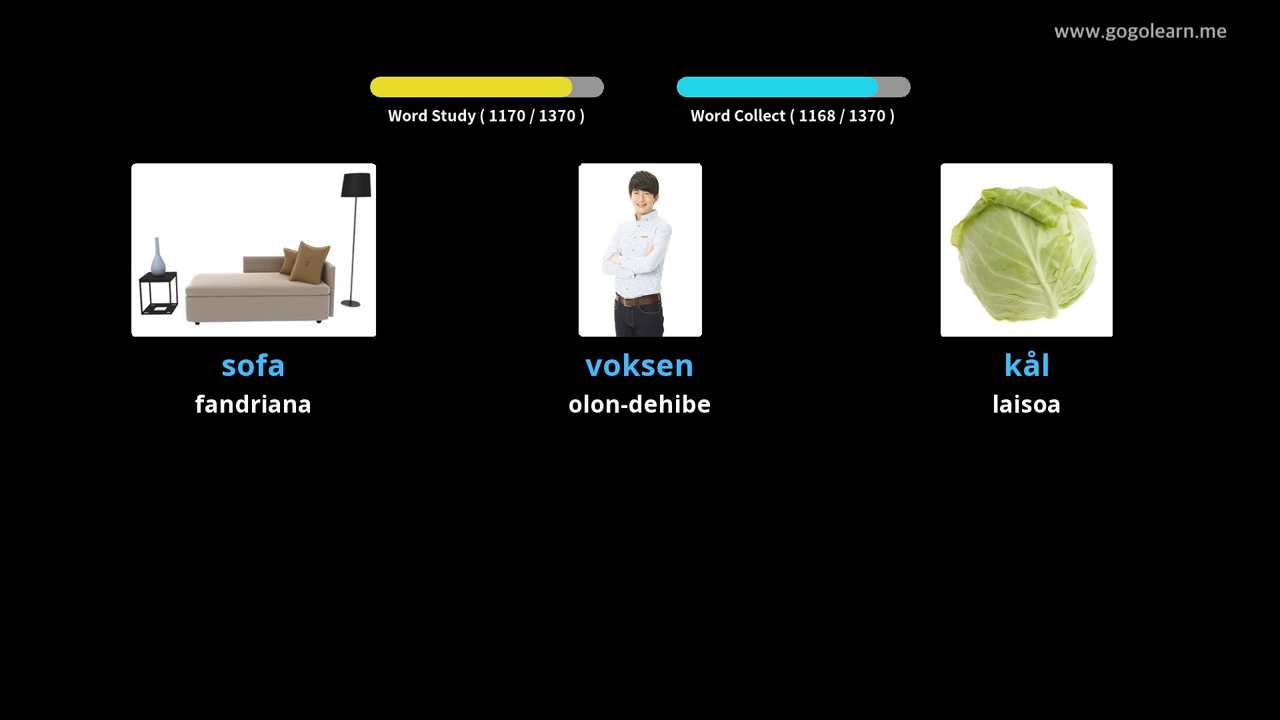 www.gogolearn.me
Word Study ( 1170 / 1370 )
Word Collect ( 1168 / 1370 )
sofa
fandriana
voksen
olon-dehibe
kål
laisoa